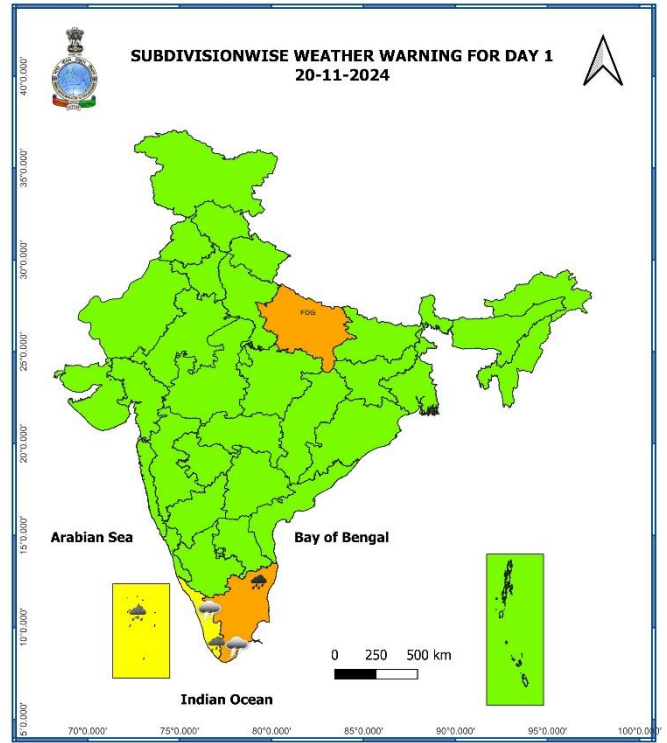 SUBDIVISIONWISE WEATHER WARNING FOR DAY 1
20-11-2024
40°0.000'
35°0.000'
30°0.000'
FOG
25°0.000'
20°0.000'
15°0.000'
Arabian Sea
Bay of Bengal
10°0.000'
0 250 500 km
Indian Ocean
5°0.000'
70°0.000' 75°0.000' 80°0.000' 85°0.000' 90°0.000' 95°0.000' 100°0.000'